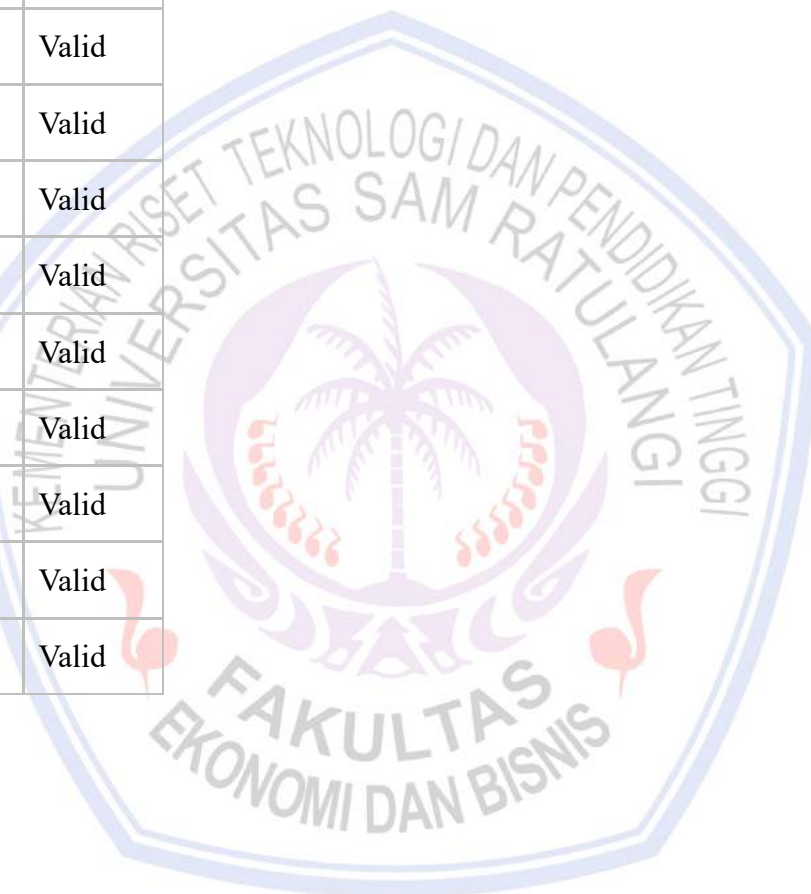 Valid
Valid
Valid
Valid
Valid
Valid
Valid
Valid
Valid
KEMENTERIAN RISET TEKNOLOGI DAN PENDIDIKAN TINGGI
UNIVERSITAS SAM RATULANGI
FAKULTAS
EKONOMI DAN BISNIS